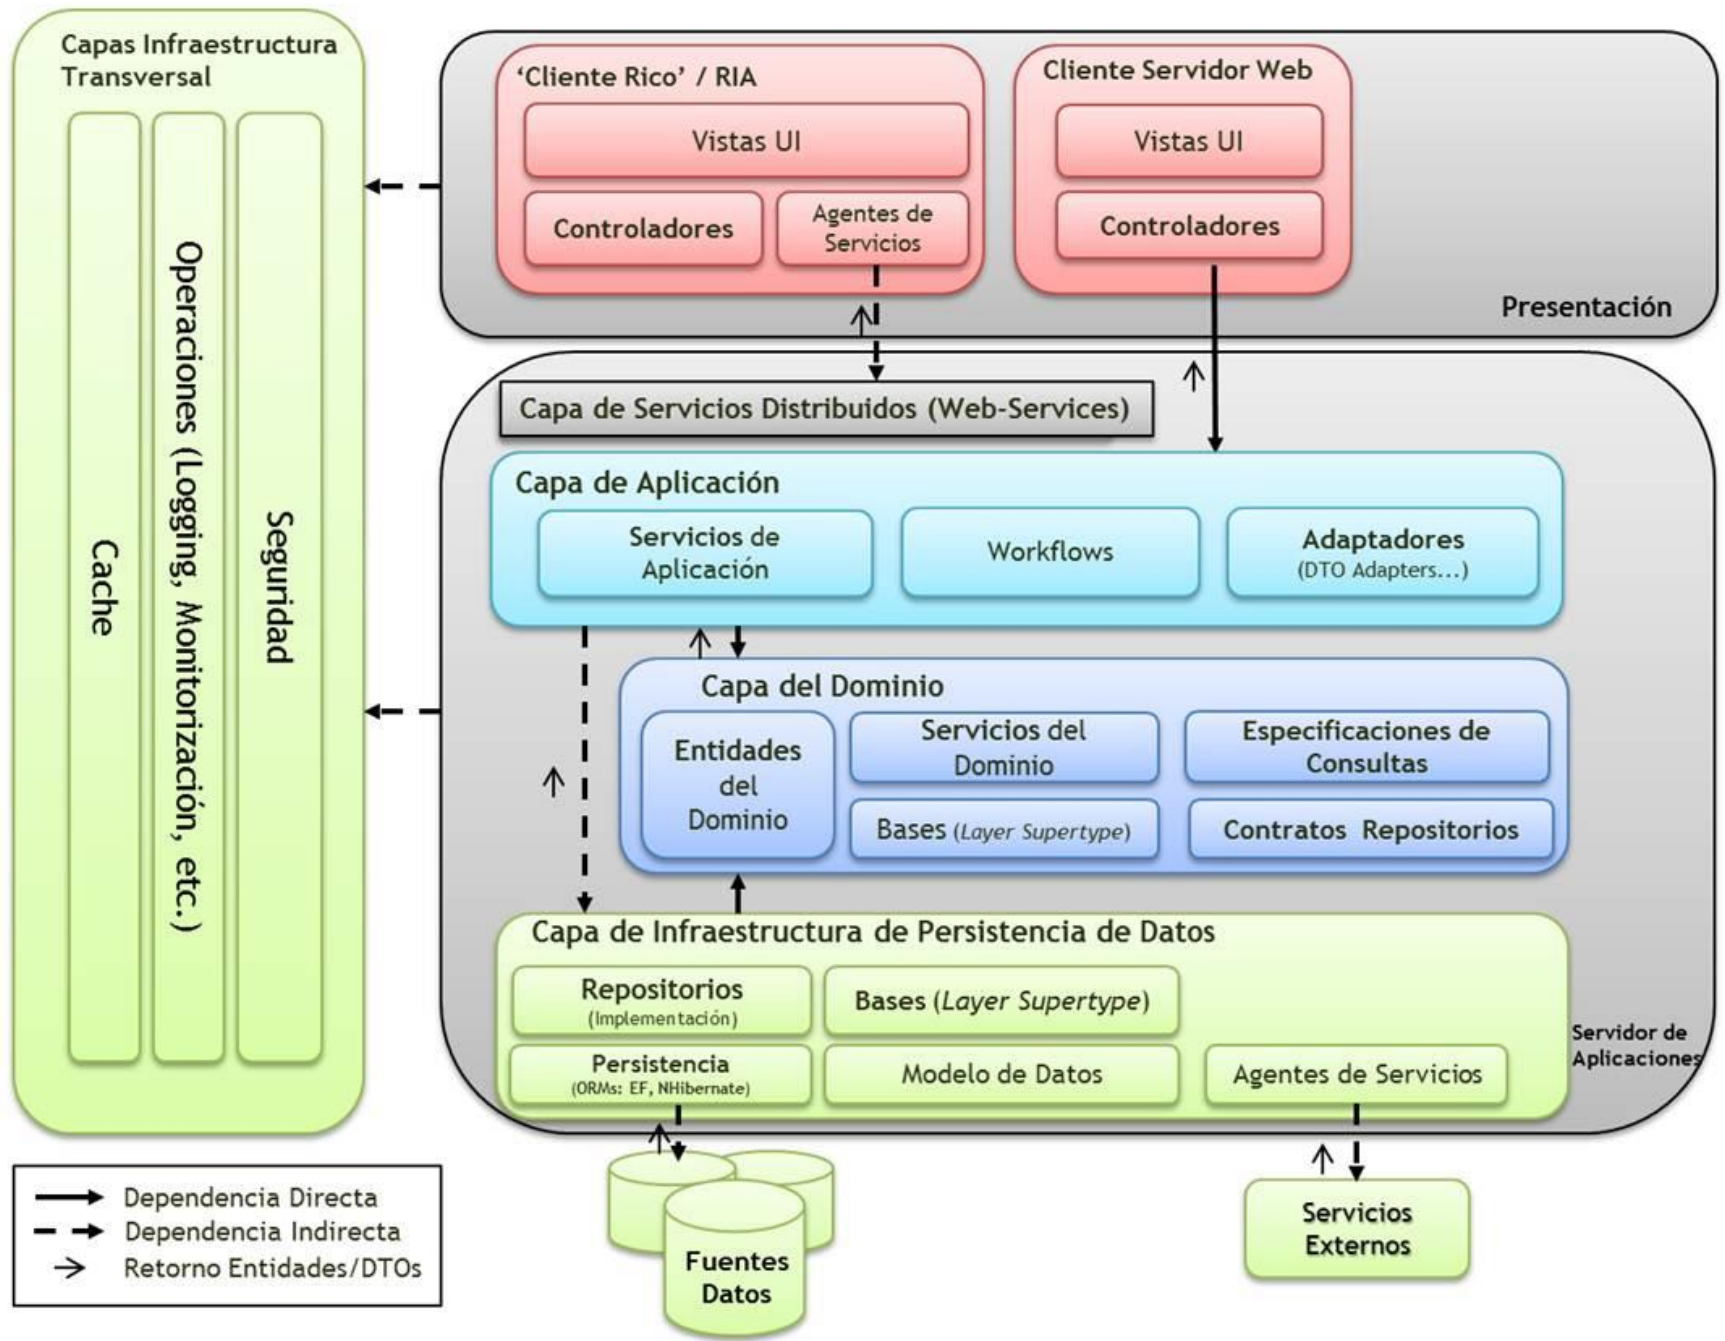 Capas Infraestructura
Transversal
Cache
Operaciones (Logging, Monitorización, etc.)
Seguridad
‘Cliente Rico’ / RIA
Vistas UI
Controladores
Agentes de
Servicios
Cliente Servidor Web
Vistas UI
Controladores
Presentación
Capa de Servicios Distribuidos (Web-Services)
Capa de Aplicación
Servicios de
Aplicación
Workflows
Adaptadores
(DTO Adapters...)
Capa del Dominio
Entidades
del
Dominio
Servicios del
Dominio
Especificaciones de
Consultas
Bases (Layer Supertype)
Contratos Repositorios
Capa de Infraestructura de Persistencia de Datos
Repositorios
(Implementación)
Bases (Layer Supertype)
Persistencia
(ORMs: EF, NHibernate)
Modelo de Datos
Agentes de Servicios
Servidor de
Aplicaciones
Fuentes
Datos
Servicios
Externos
Dependencia Directa
Dependencia Indirecta
Retorno Entidades/DTOs